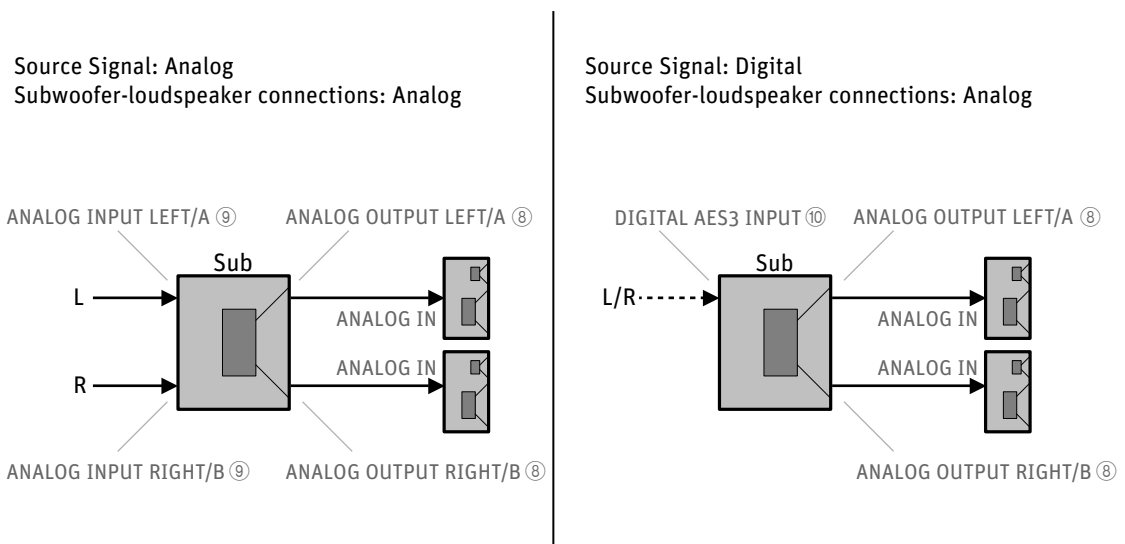 Source Signal: Analog
Subwoofer-loudspeaker connections: Analog
ANALOG INPUT LEFT/A ⑨
ANALOG OUTPUT LEFT/A ⑧
Sub
L
ANALOG IN
ANALOG IN
R
ANALOG INPUT RIGHT/B ⑨
ANALOG OUTPUT RIGHT/B ⑧
Source Signal: Digital
Subwoofer-loudspeaker connections: Analog
DIGITAL AES3 INPUT ⑩
ANALOG OUTPUT LEFT/A ⑧
Sub
L/R
ANALOG IN
ANALOG IN
ANALOG OUTPUT RIGHT/B ⑧